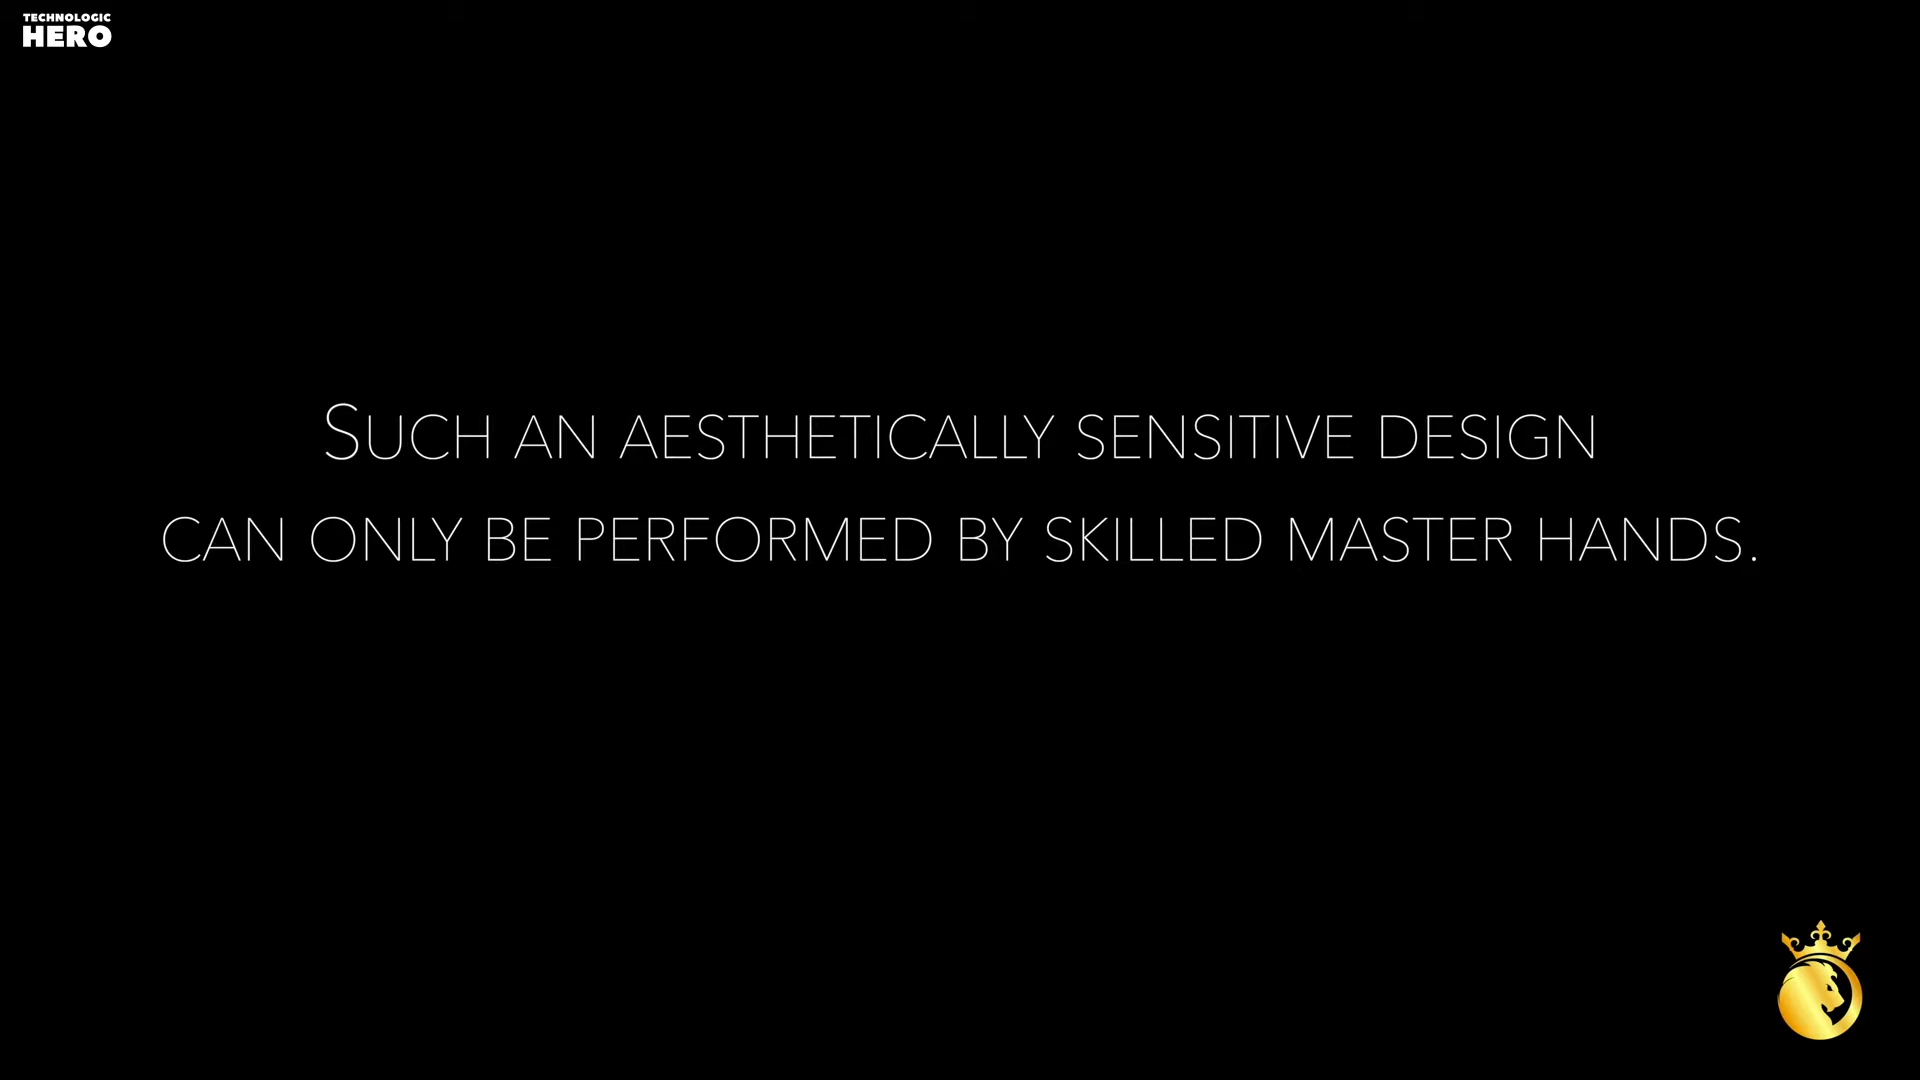 TECHNOLOGIC
HERO
SUCH AN AESTHETICALLY SENSITIVE DESIGN
CAN ONLY BE PERFORMED BY SKILLED MASTER HANDS.